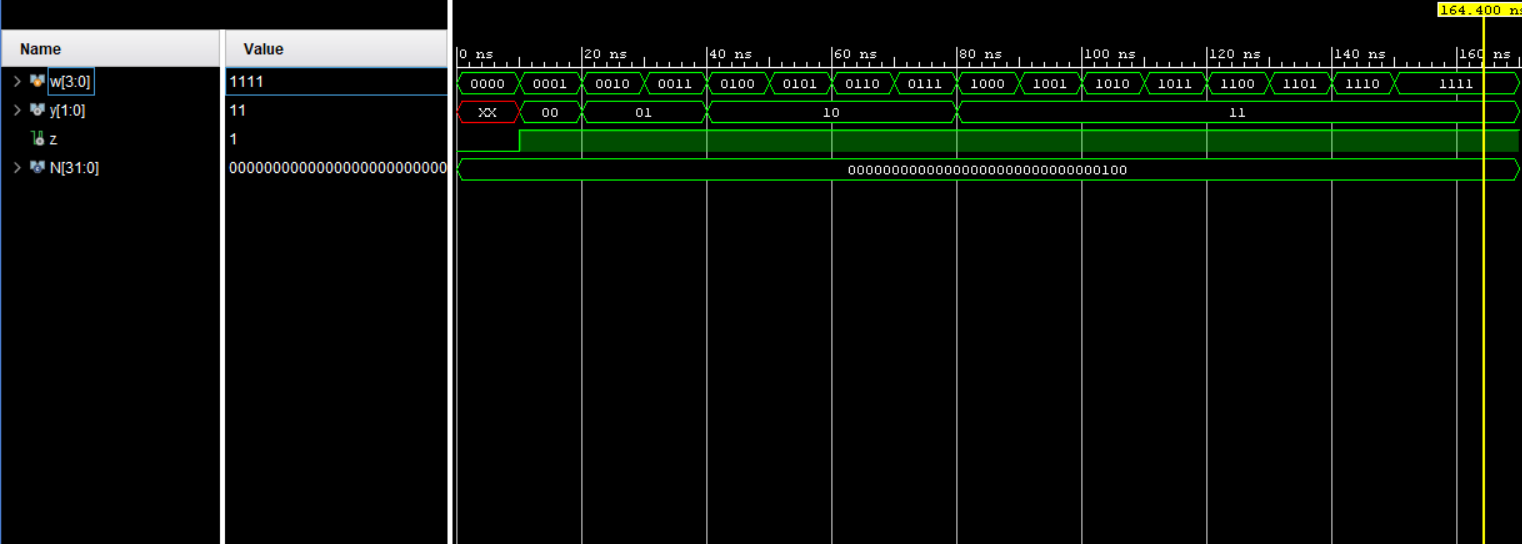 164.400 ns
Name Value
0 ns 20 ns 40 ns 60 ns 80 ns 100 ns 120 ns 140 ns 160 ns
w[3:0] 1111 0000 0001 0010 0011 0100 0101 0110 0111 1000 1001 1010 1011 1100 1101 1110 1111
y[1:0] 11 XX 00 01 10 11
z 1
N[31:0] 00000000000000000000000000 00000000000000000000000000000100